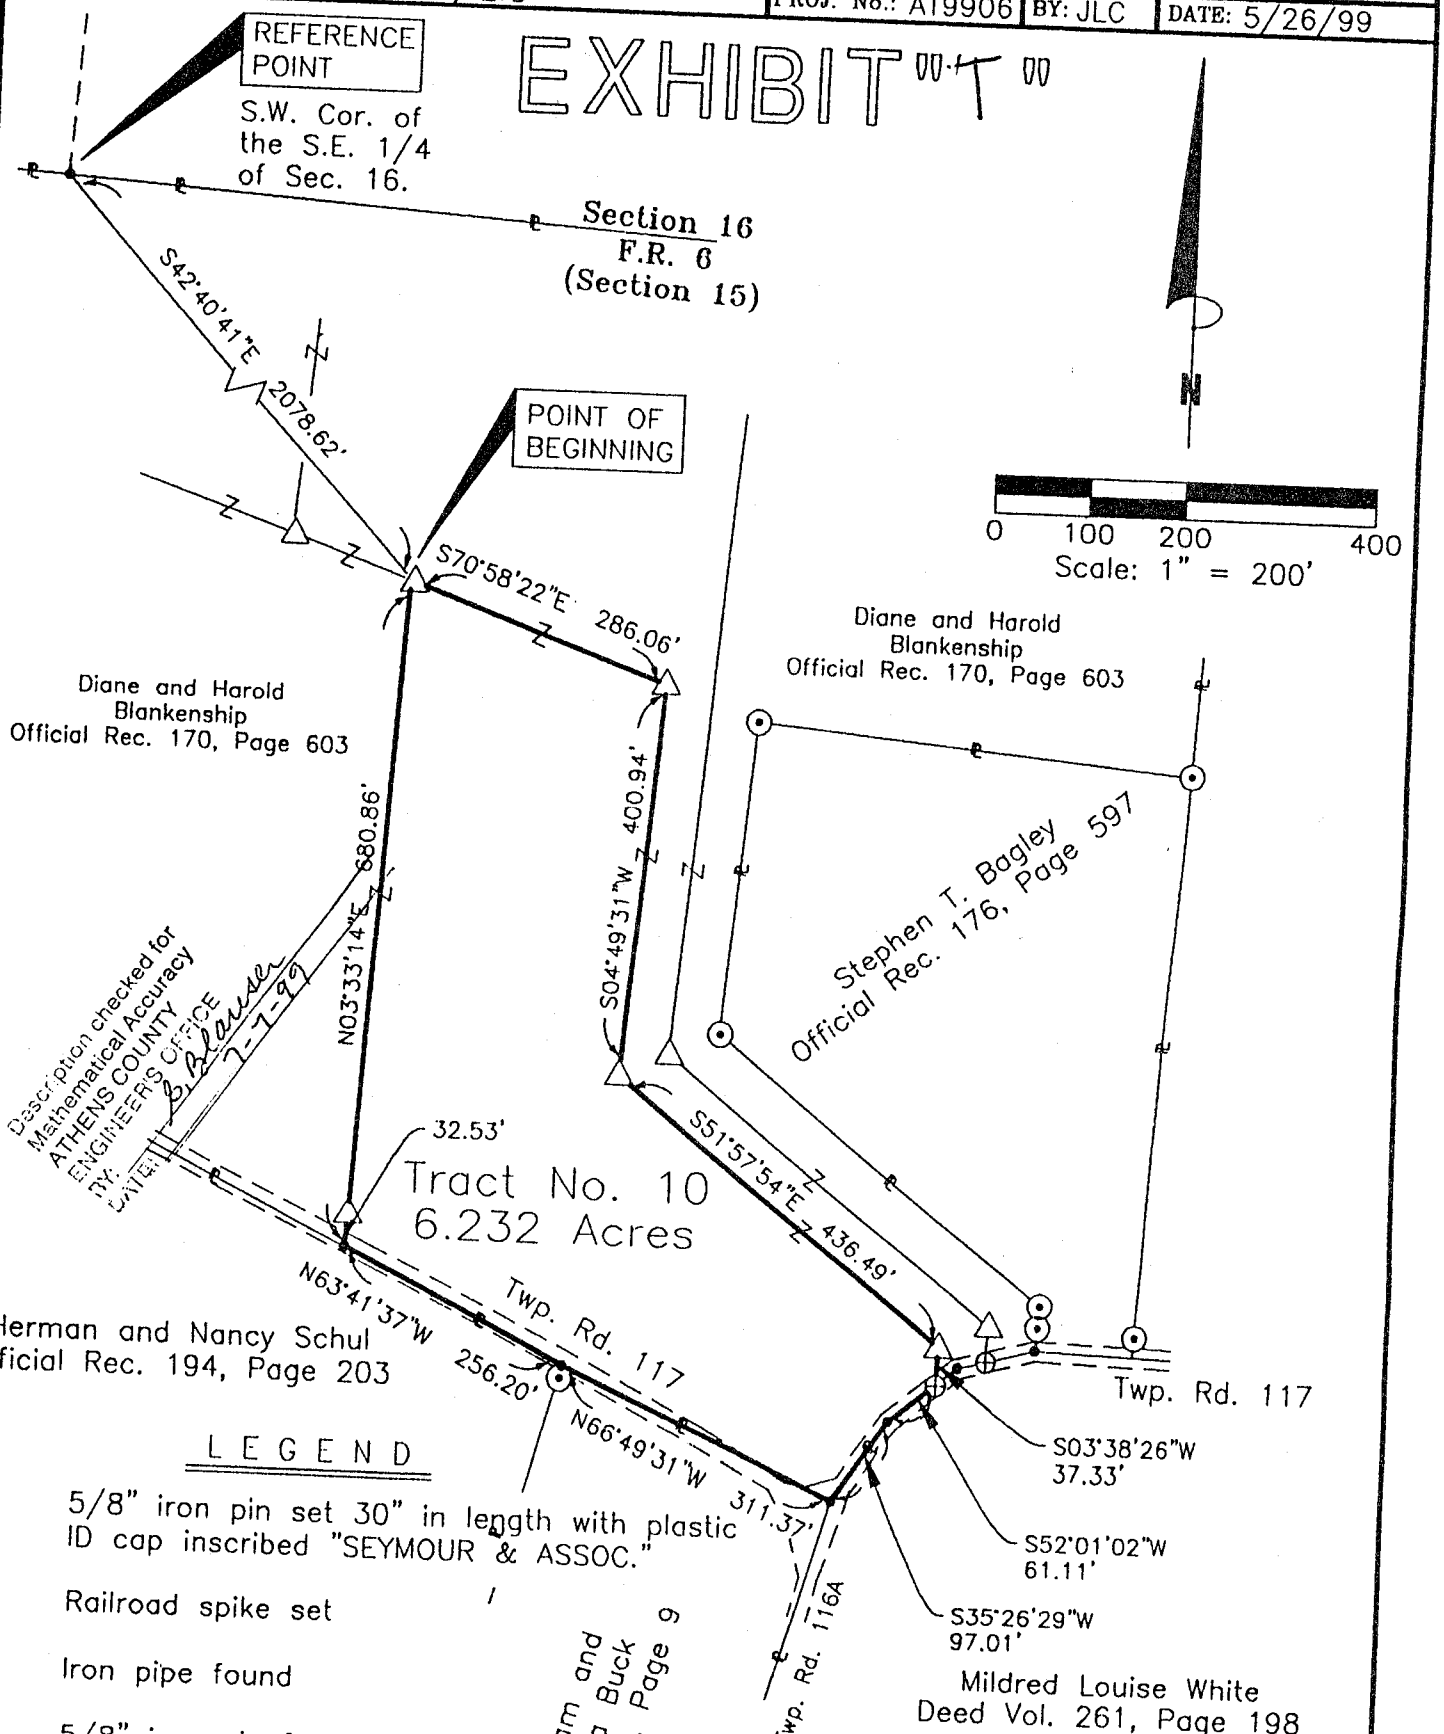 PROJ. No.: AT9906 BY: JLC DATE: 5/26/99
EXHIBIT "T"
REFERENCE
POINT
S.W. Cor. of
the S.E. 1/4
of Sec. 16.
Section 16
F.R. 6
(Section 15)
S42°40'41"E 2078.62'
N
POINT OF
BEGINNING
0 100 200 400
Scale: 1" = 200'
S70°58'22"E 286.06'
Diane and Harold
Blankenship
Official Rec. 170, Page 603
Diane and Harold
Blankenship
Official Rec. 170, Page 603
N03°33'14"E 680.86'
S04°49'31"W 400.94'
Stephen T. Bagley
Official Rec. 176, Page 597
Description checked for
Mathematical Accuracy
ATHENS COUNTY
ENGINEER'S OFFICE
BY: B. Blauser
DATE: 7-7-99
32.53'
Tract No. 10
6.232 Acres
S51°57'54"E 436.49'
N63°41'37"W 256.20'
Twp. Rd. 117
Herman and Nancy Schul
ficial Rec. 194, Page 203
N66°49'31"W 311.37'
Twp. Rd. 117
S03°38'26"W
37.33'
S52°01'02"W
61.11'
S35°26'29"W
97.01'
LEGEND
5/8" iron pin set 30" in length with plastic
ID cap inscribed "SEYMOUR & ASSOC."
Railroad spike set
Iron pipe found
am and
Buck
Page 9
Twp. Rd. 116A
Mildred Louise White
Deed Vol. 261, Page 198